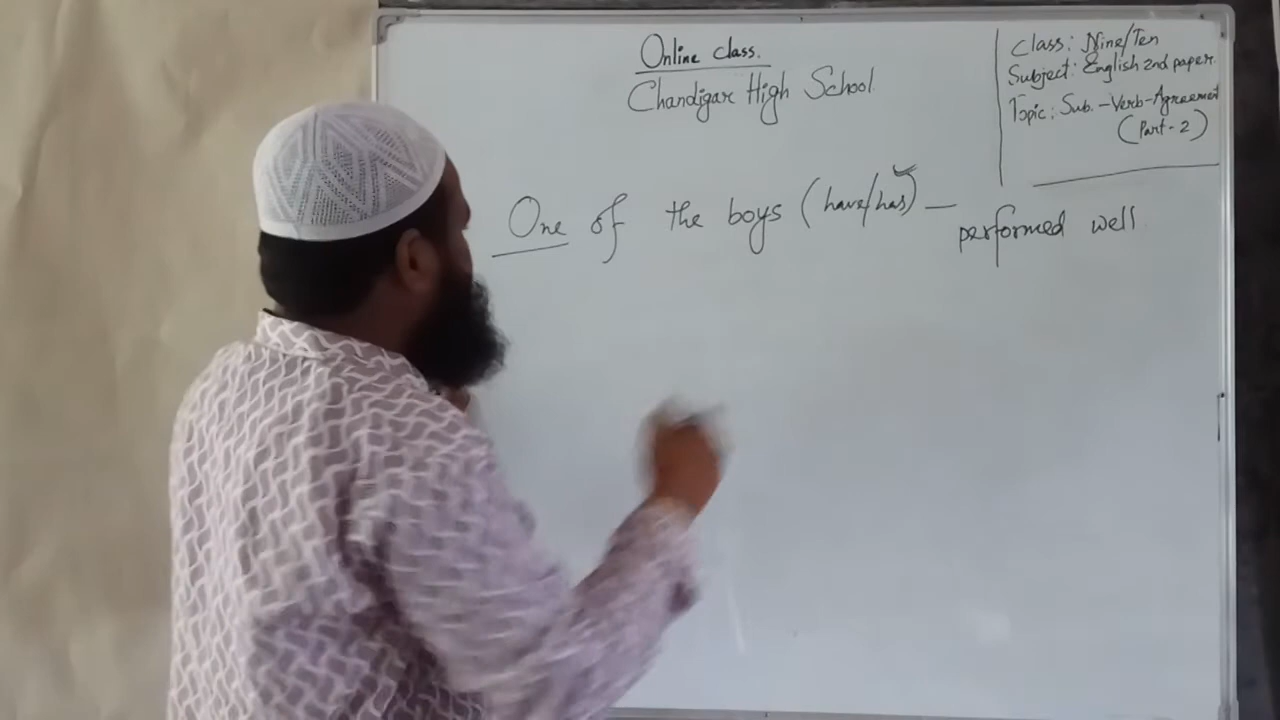 Online class.
Chandigar High School
Class: Nine/Ten
Subject: English 2nd paper.
Topic: Sub.-Verb-Agreement
(Part-2)
One of the boys (have/has) — performed well